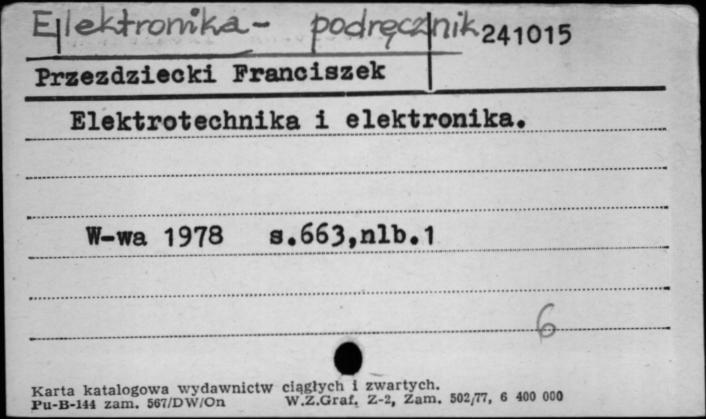 Elektronika - podręcznik 241015
Przezdziecki Franciszek
Elektrotechnika i elektronika.
W-wa 1978 s.663,nlb.1
6
Karta katalogowa wydawnictw ciągłych i zwartych.
Pu-B-144 zam. 567/DW/On W.Z.Graf. Z-2, Zam. 502/77, 6 400 000